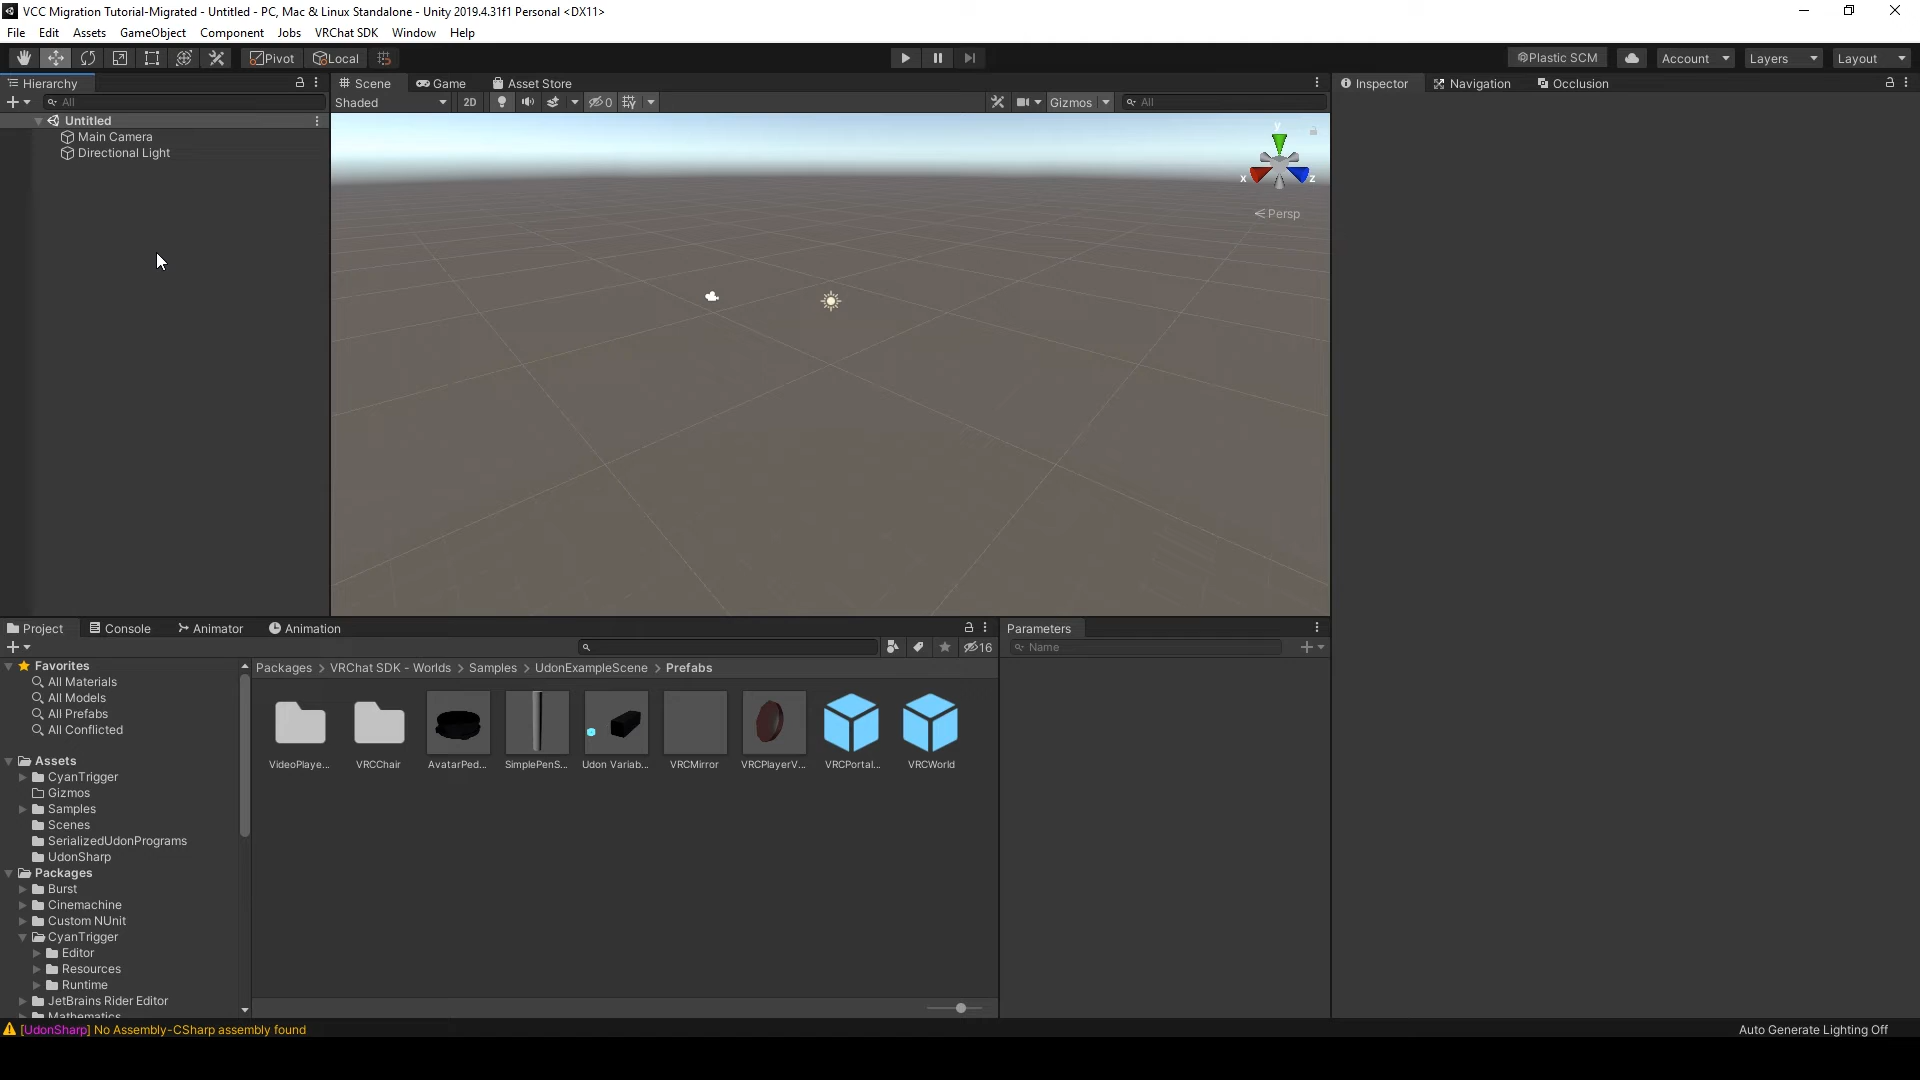 VCC Migration Tutorial-Migrated - Untitled - PC, Mac & Linux Standalone - Unity 2019.4.31f1 Personal <DX11>
File Edit Assets GameObject Component Jobs VRChat SDK Window Help
Pivot Local Plastic SCM Account Layers Layout
Hierarchy
All
Untitled
Main Camera
Directional Light
Scene Game Asset Store
Shaded 2D 0 Gizmos All
y
x z
Persp
Inspector Navigation Occlusion
Project Console Animator Animation
16
Favorites
All Materials
All Models
All Prefabs
All Conflicted
Assets
CyanTrigger
Gizmos
Samples
Scenes
SerializedUdonPrograms
UdonSharp
Packages
Burst
Cinemachine
Custom NUnit
CyanTrigger
Editor
Resources
Runtime
JetBrains Rider Editor
Packages > VRChat SDK - Worlds > Samples > UdonExampleScene > Prefabs
VideoPlaye... VRCChair AvatarPed... SimplePenS... Udon Variab... VRCMirror VRCPlayerV... VRCPortal... VRCWorld
Parameters
Name
[UdonSharp] No Assembly-CSharp assembly found
Auto Generate Lighting Off